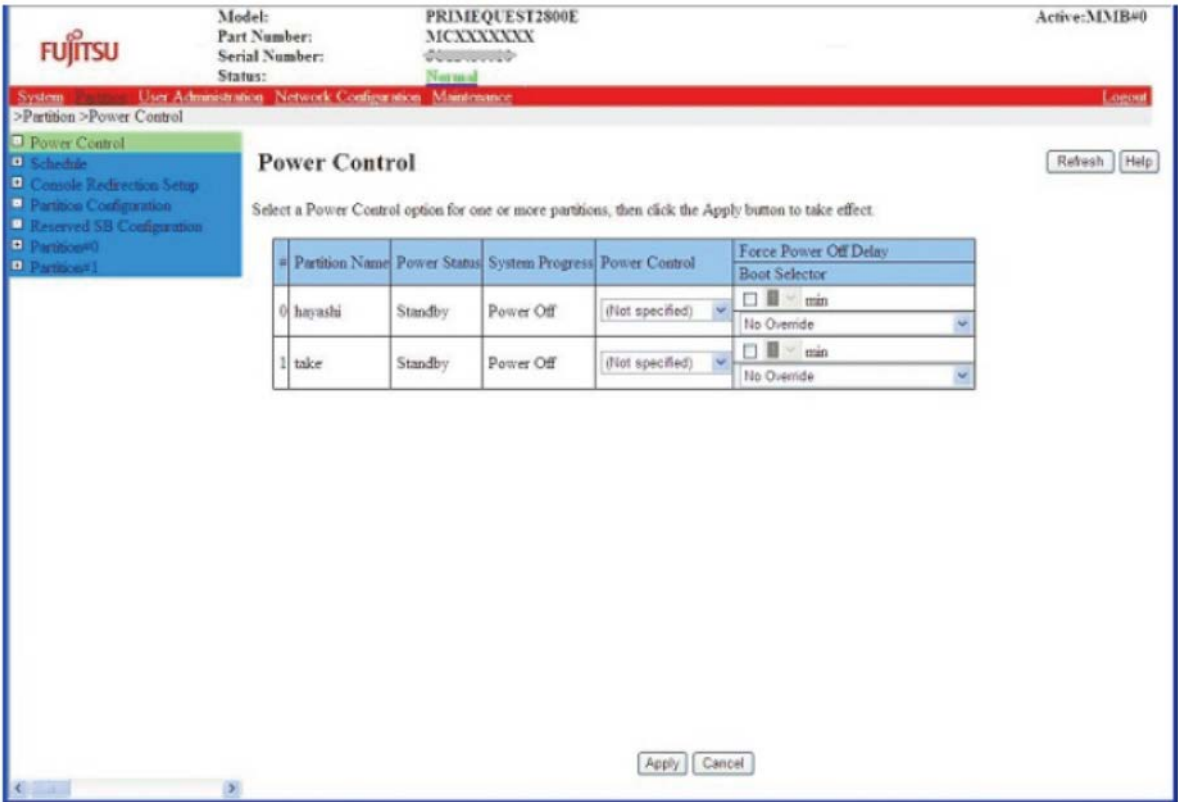 FUJITSU
Model: PRIMEQUEST2800E
Part Number: MCXXXXXXX
Serial Number:
Status: Normal
Active:MMB#0
System Partition User Administration Network Configuration Maintenance Logout
>Partition >Power Control
Power Control
Schedule
Console Redirection Setup
Partition Configuration
Reserved SB Configuration
Partition#0
Partition#1
Power Control
Refresh Help
Select a Power Control option for one or more partitions, then click the Apply button to take effect.
# Partition Name Power Status System Progress Power Control Force Power Off Delay
Boot Selector
0 hayashi Standby Power Off (Not specified) min
No Override
1 take Standby Power Off (Not specified) min
No Override
Apply Cancel